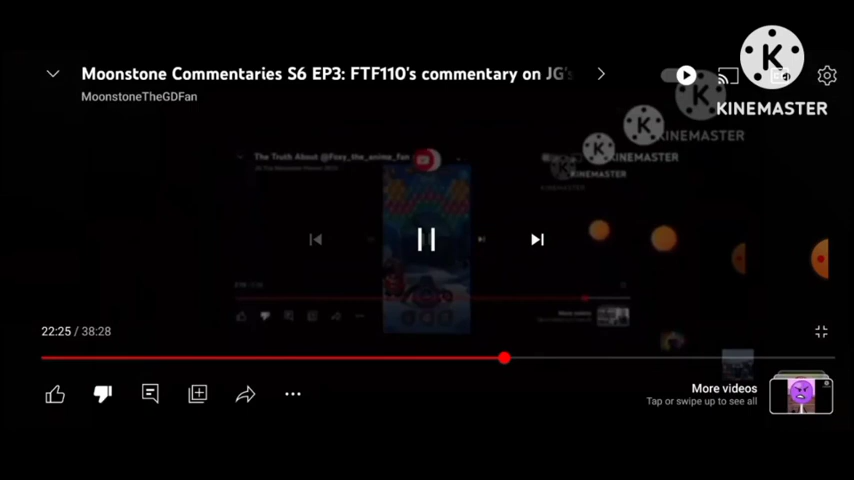 Moonstone Commentaries S6 EP3: FTF110's commentary on JG's
MoonstoneTheGDFan
KINEMASTER
KINEMASTER
KINEMASTER
KINEMASTER
The Truth About @Foxy_the_anime_fan
22:25 / 38:28
More videos
Tap or swipe up to see all